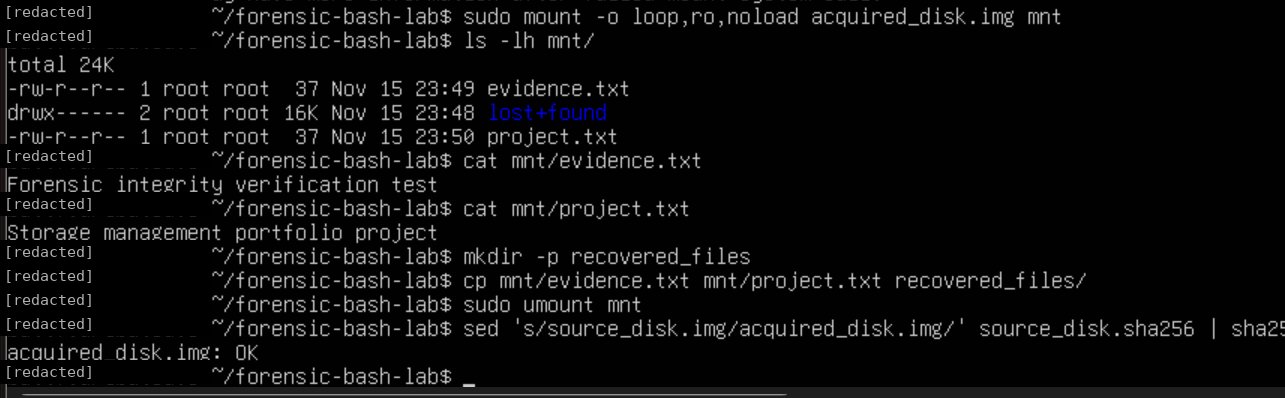 [redacted] ~/forensic-bash-lab$ sudo mount -o loop,ro,noload acquired_disk.img mnt
[redacted] ~/forensic-bash-lab$ ls -lh mnt/
total 24K
-rw-r--r-- 1 root root  37 Nov 15 23:49 evidence.txt
drwx------ 2 root root 16K Nov 15 23:48 lost+found
-rw-r--r-- 1 root root  37 Nov 15 23:50 project.txt
[redacted] ~/forensic-bash-lab$ cat mnt/evidence.txt
Forensic integrity verification test
[redacted] ~/forensic-bash-lab$ cat mnt/project.txt
Storage management portfolio project
[redacted] ~/forensic-bash-lab$ mkdir -p recovered_files
[redacted] ~/forensic-bash-lab$ cp mnt/evidence.txt mnt/project.txt recovered_files/
[redacted] ~/forensic-bash-lab$ sudo umount mnt
[redacted] ~/forensic-bash-lab$ sed 's/source_disk.img/acquired_disk.img/' source_disk.sha256 | sha25
acquired_disk.img: OK
[redacted] ~/forensic-bash-lab$ _